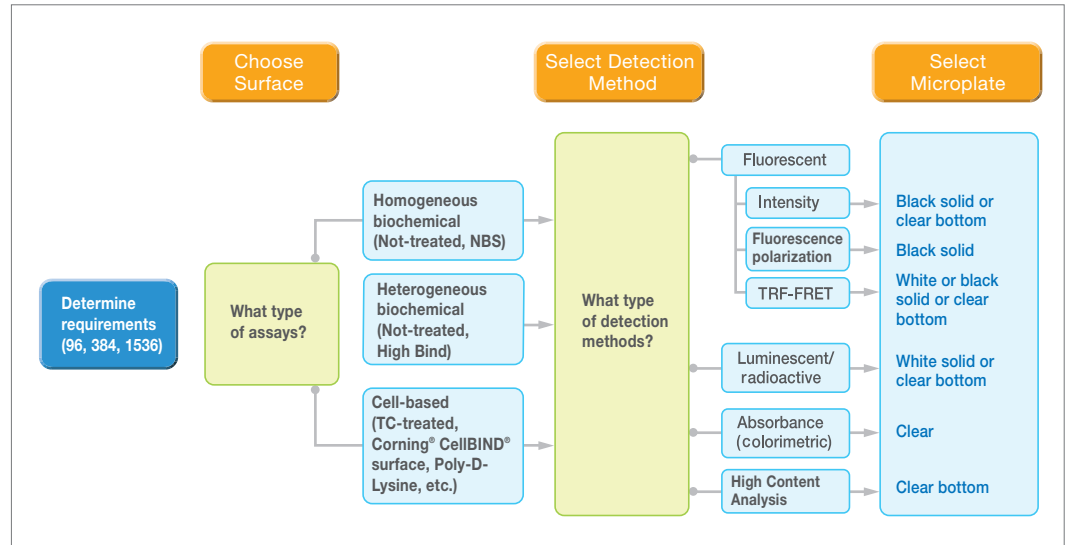 Choose
Surface
Select Detection
Method
Select
Microplate
Determine
requirements
(96, 384, 1536)
What type
of assays?
Homogeneous
biochemical
(Not-treated, NBS)
Heterogeneous
biochemical
(Not-treated,
High Bind)
Cell-based
(TC-treated,
Corning® CellBIND®
surface, Poly-D-
Lysine, etc.)
What type
of detection
methods?
Fluorescent
Intensity
Black solid or
clear bottom
Fluorescence
polarization
Black solid
TRF-FRET
White or black
solid or clear
bottom
Luminescent/
radioactive
White solid or
clear bottom
Absorbance
(colorimetric)
Clear
High Content
Analysis
Clear bottom